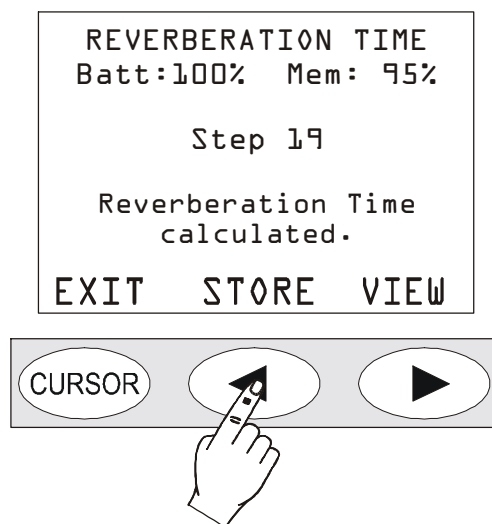 REVERBERATION TIME
Batt:100% Mem: 95%
Step 19
Reverberation Time
calculated.
EXIT STORE VIEW
CURSOR